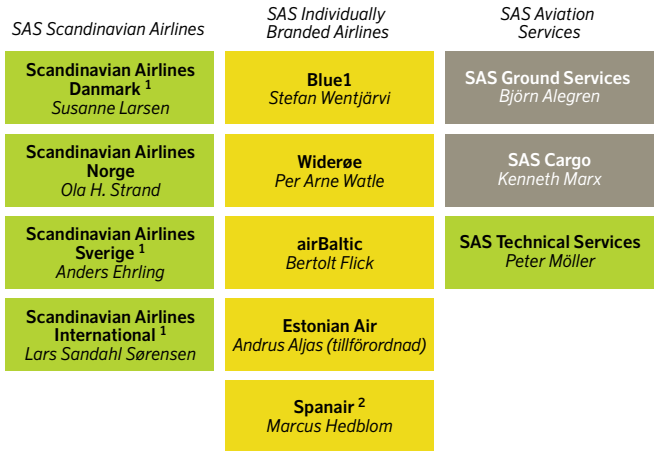 SAS Scandinavian Airlines
Scandinavian Airlines
Danmark 1
Susanne Larsen
Scandinavian Airlines
Norge
Ola H. Strand
Scandinavian Airlines
Sverige 1
Anders Ehrling
Scandinavian Airlines
International 1
Lars Sandahl Sørensen
SAS Individually
Branded Airlines
Blue1
Stefan Wentjärvi
Widerøe
Per Arne Watle
airBaltic
Bertolt Flick
Estonian Air
Andrus Aljas (tillförordnad)
Spanair 2
Marcus Hedblom
SAS Aviation
Services
SAS Ground Services
Björn Alegren
SAS Cargo
Kenneth Marx
SAS Technical Services
Peter Möller